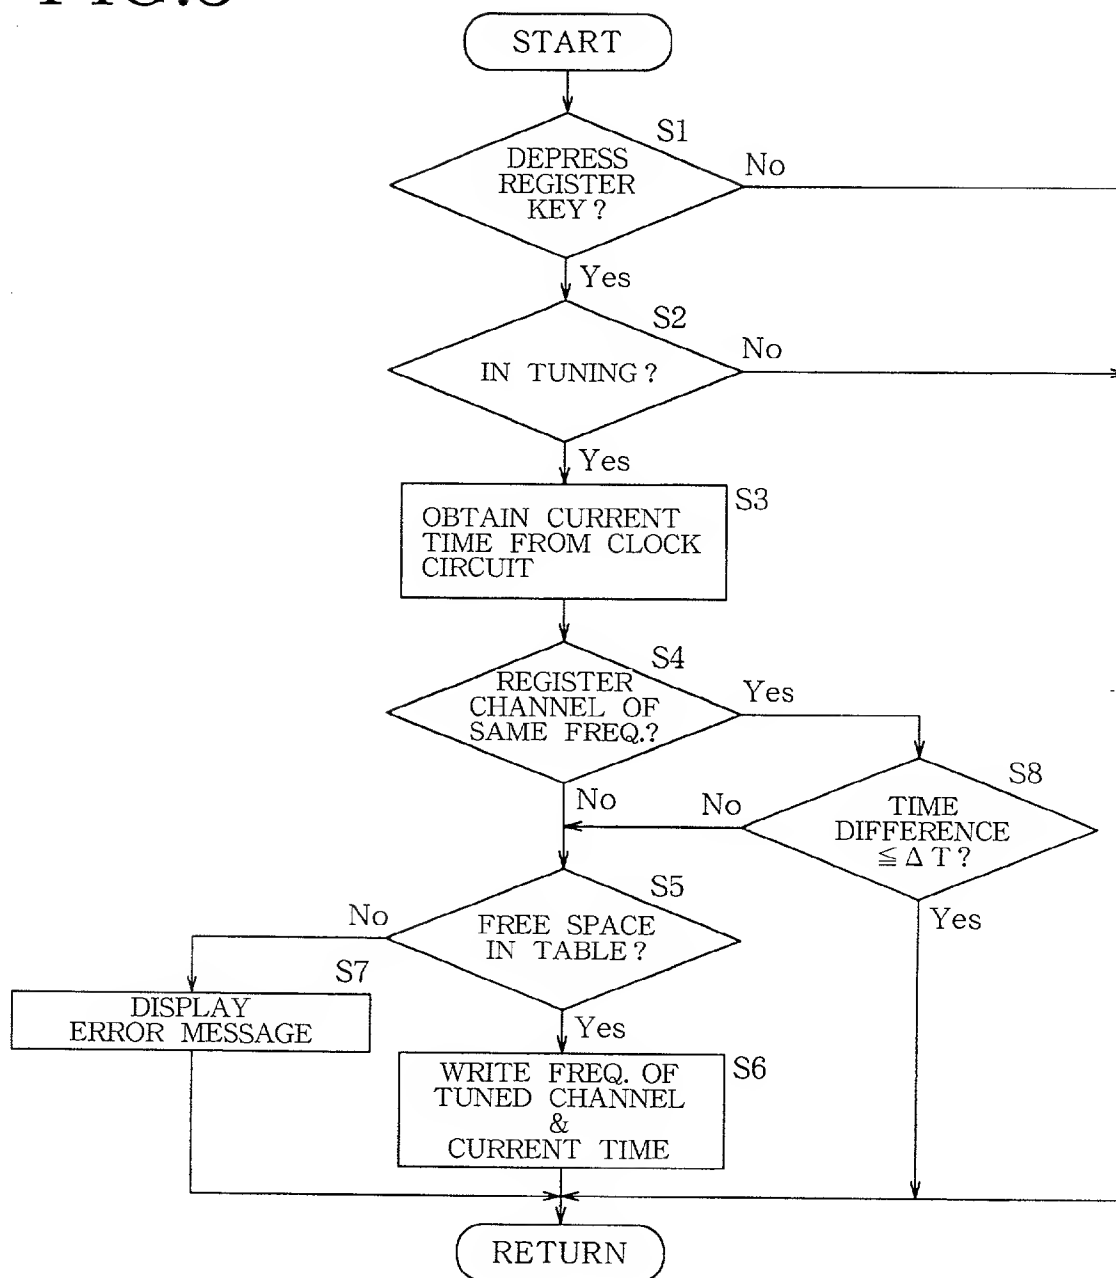 START
S1
DEPRESS
REGISTER
KEY?
No
Yes
S2
IN TUNING?
No
Yes
S3
OBTAIN CURRENT
TIME FROM CLOCK
CIRCUIT
S4
REGISTER
CHANNEL OF
SAME FREQ.?
Yes
No
S8
TIME
DIFFERENCE
≦ΔT?
No
Yes
S5
FREE SPACE
IN TABLE?
No
Yes
S7
DISPLAY
ERROR MESSAGE
S6
WRITE FREQ. OF
TUNED CHANNEL
&
CURRENT TIME
RETURN